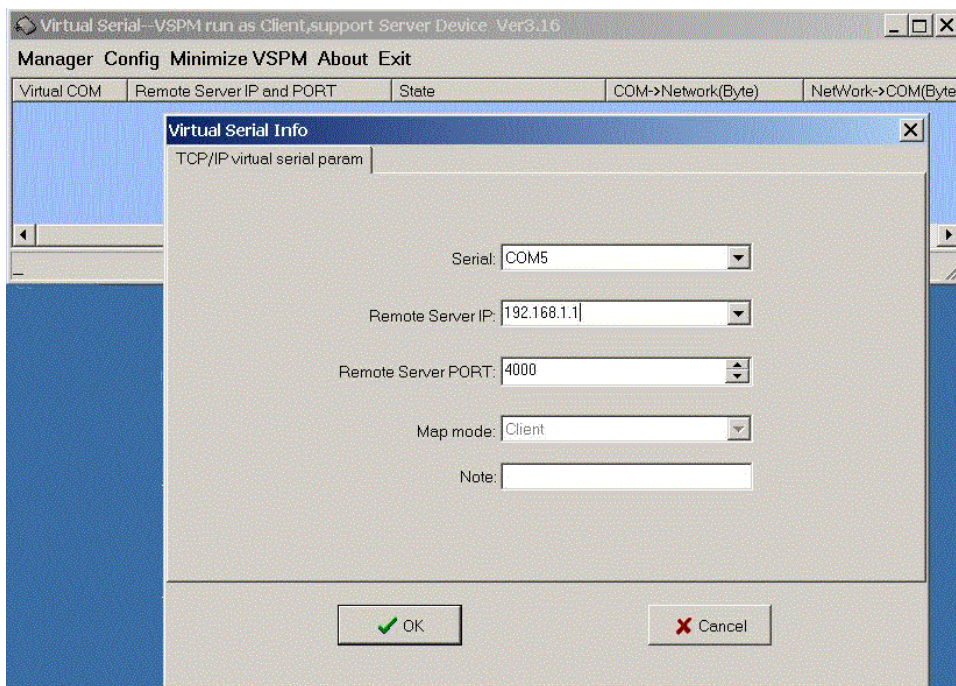 Virtual Serial--VSPM run as Client,support Server Device Ver3.16
Manager Config Minimize VSPM About Exit
Virtual COM Remote Server IP and PORT State COM->Network(Byte) NetWork->COM(Byte
Virtual Serial Info
TCP/IP virtual serial param
Serial: COM5
Remote Server IP: 192.168.1.1
Remote Server PORT: 4000
Map mode: Client
Note:
OK Cancel